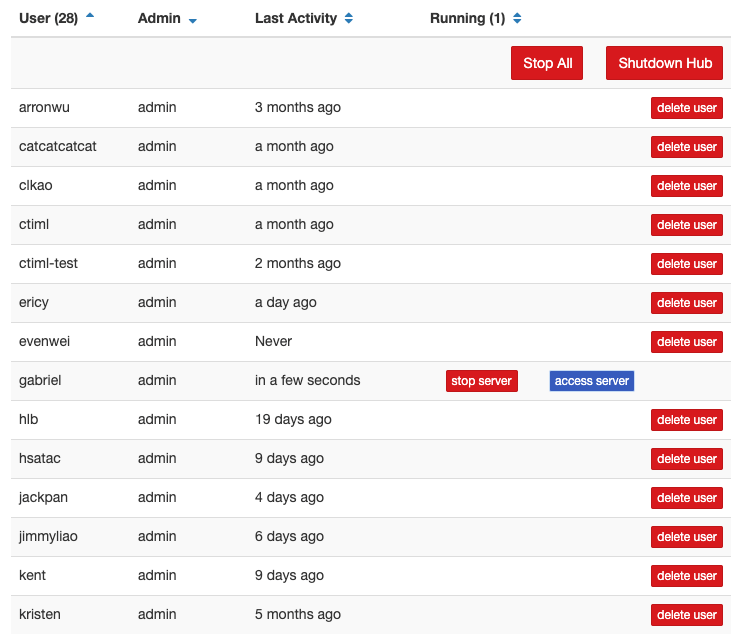 User (28) Admin Last Activity Running (1)
Stop All Shutdown Hub
arronwu admin 3 months ago delete user
catcatcatcat admin a month ago delete user
clkao admin a month ago delete user
ctiml admin a month ago delete user
ctiml-test admin 2 months ago delete user
ericy admin a day ago delete user
evenwei admin Never delete user
gabriel admin in a few seconds stop server access server
hlb admin 19 days ago delete user
hsatac admin 9 days ago delete user
jackpan admin 4 days ago delete user
jimmyliao admin 6 days ago delete user
kent admin 9 days ago delete user
kristen admin 5 months ago delete user